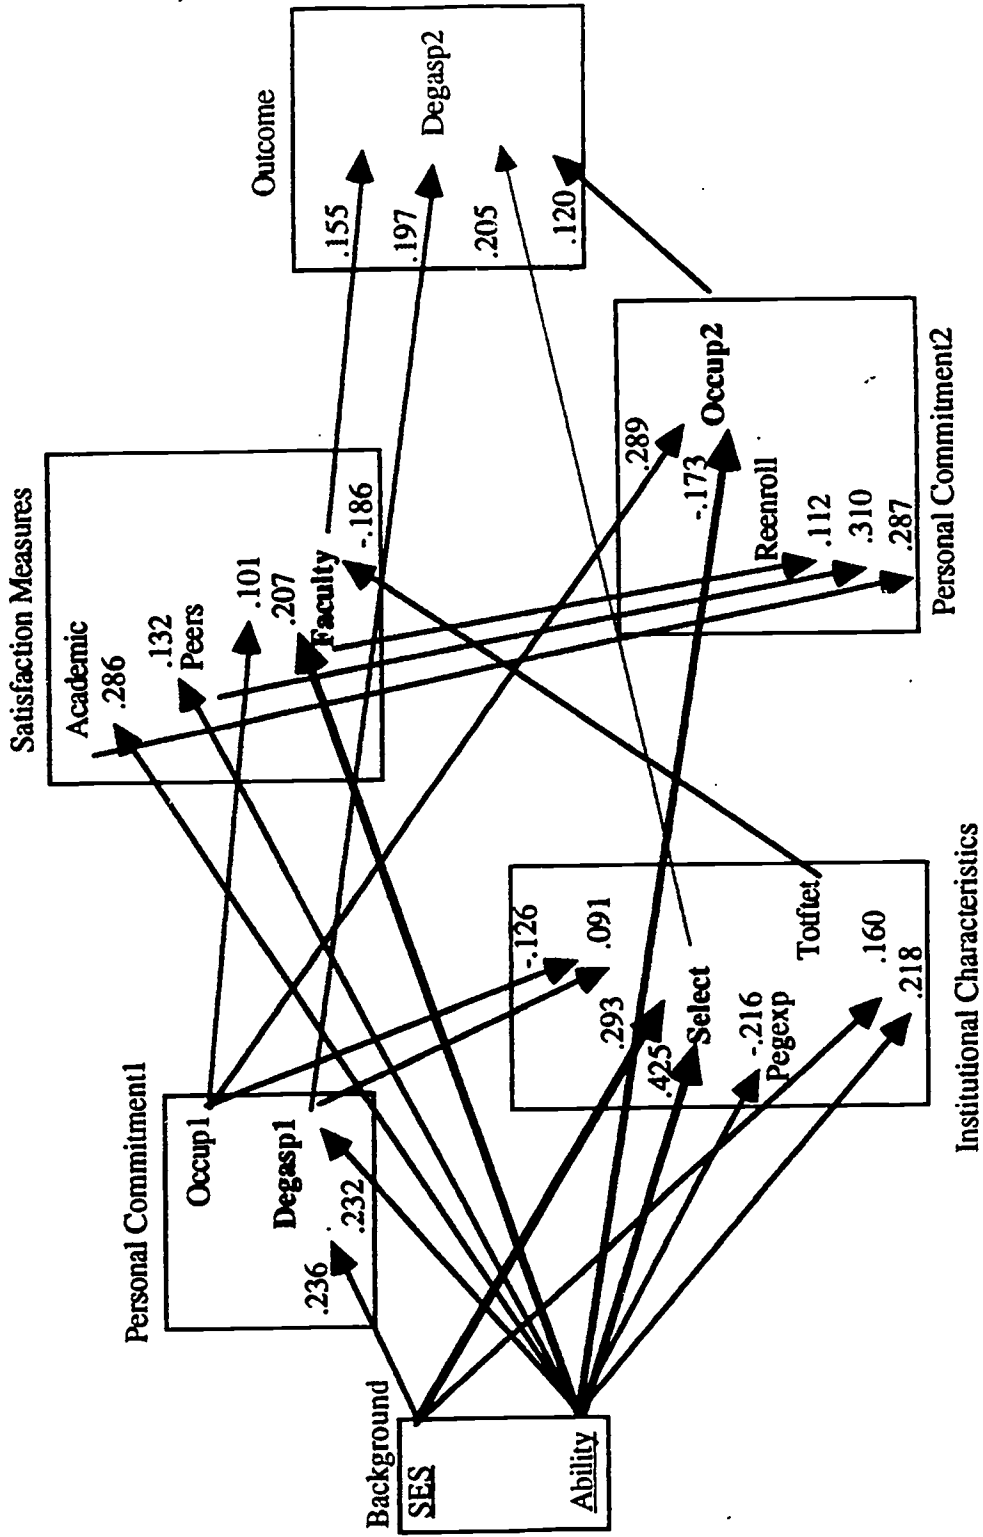 Background
SES
Ability
Personal Commitment1
Occup1
Degasp1
.236
.232
Institutional Characteristics
-.126
.091
.293
Select
.425
-.216
Pegexp
Totftet
.160
.218
Satisfaction Measures
Academic
.286
.132
Peers
.101
.207
Faculty
-.186
Personal Commitment2
.289
Occup2
-.173
Reenroll
.112
.310
.287
Outcome
.155
Degasp2
.197
.205
.120